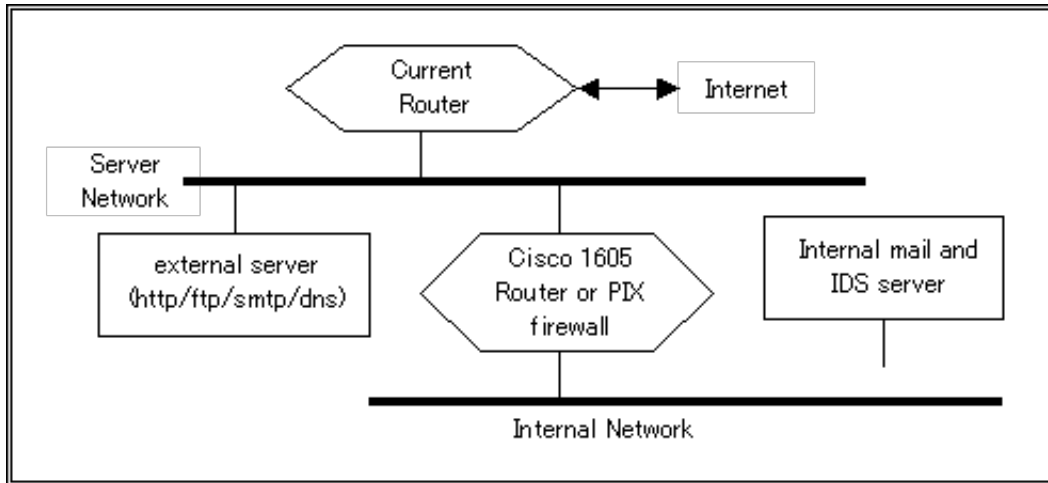 Current
Router
Internet
Server
Network
external server
(http/ftp/smtp/dns)
Cisco 1605
Router or PIX
firewall
Internal mail and
IDS server
Internal Network